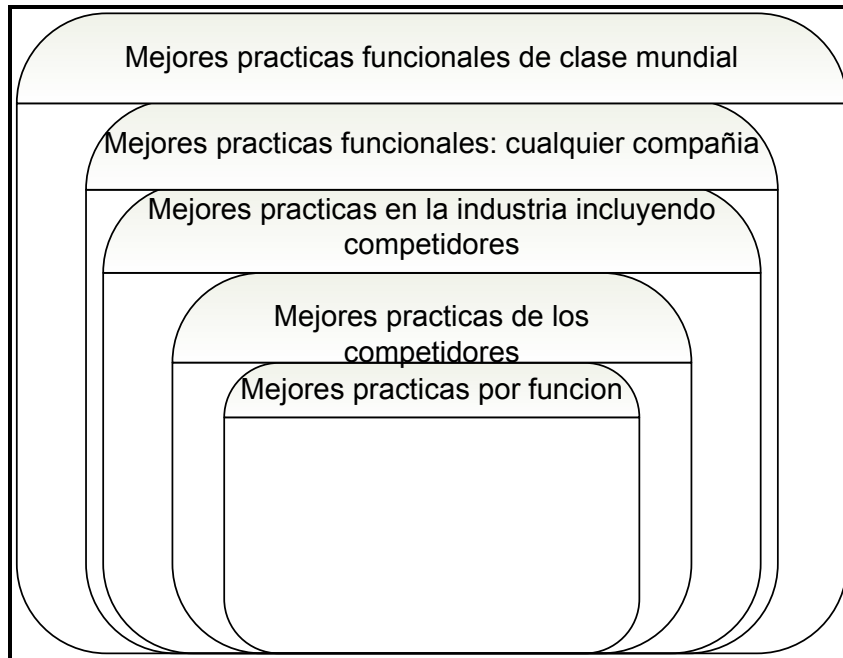 Mejores practicas funcionales de clase mundial
Mejores practicas funcionales: cualquier compañia
Mejores practicas en la industria incluyendo
competidores
Mejores practicas de los
competidores
Mejores practicas por funcion